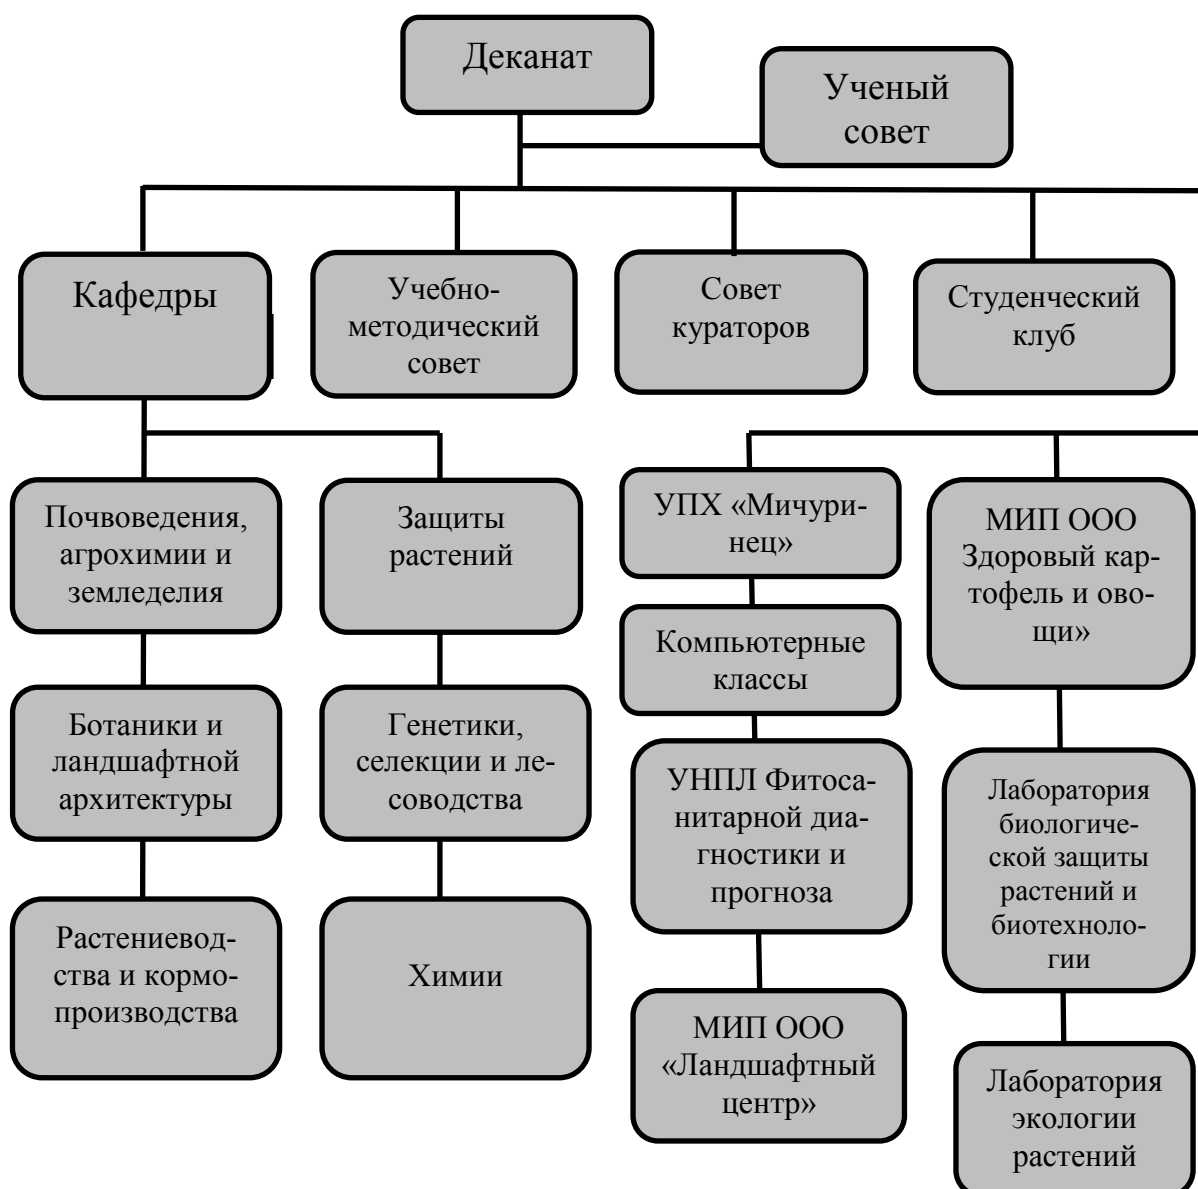 Деканат
Ученый
совет
Кафедры
Учебно-
методический
совет
Совет
кураторов
Студенческий
клуб
Почвоведения,
агрохимии и
земледелия
Защиты
растений
УПХ «Мичури-
нец»
МИП ООО
Здоровый кар-
тофель и ово-
щи»
Компьютерные
классы
Ботаники и
ландшафтной
архитектуры
Генетики,
селекции и ле-
соводства
УНПЛ Фитоса-
нитарной диа-
гностики и
прогноза
Лаборатория
биологиче-
ской защиты
растений и
биотехноло-
гии
Растениевод-
ства и кормо-
производства
Химии
МИП ООО
«Ландшафтный
центр»
Лаборатория
экологии
растений